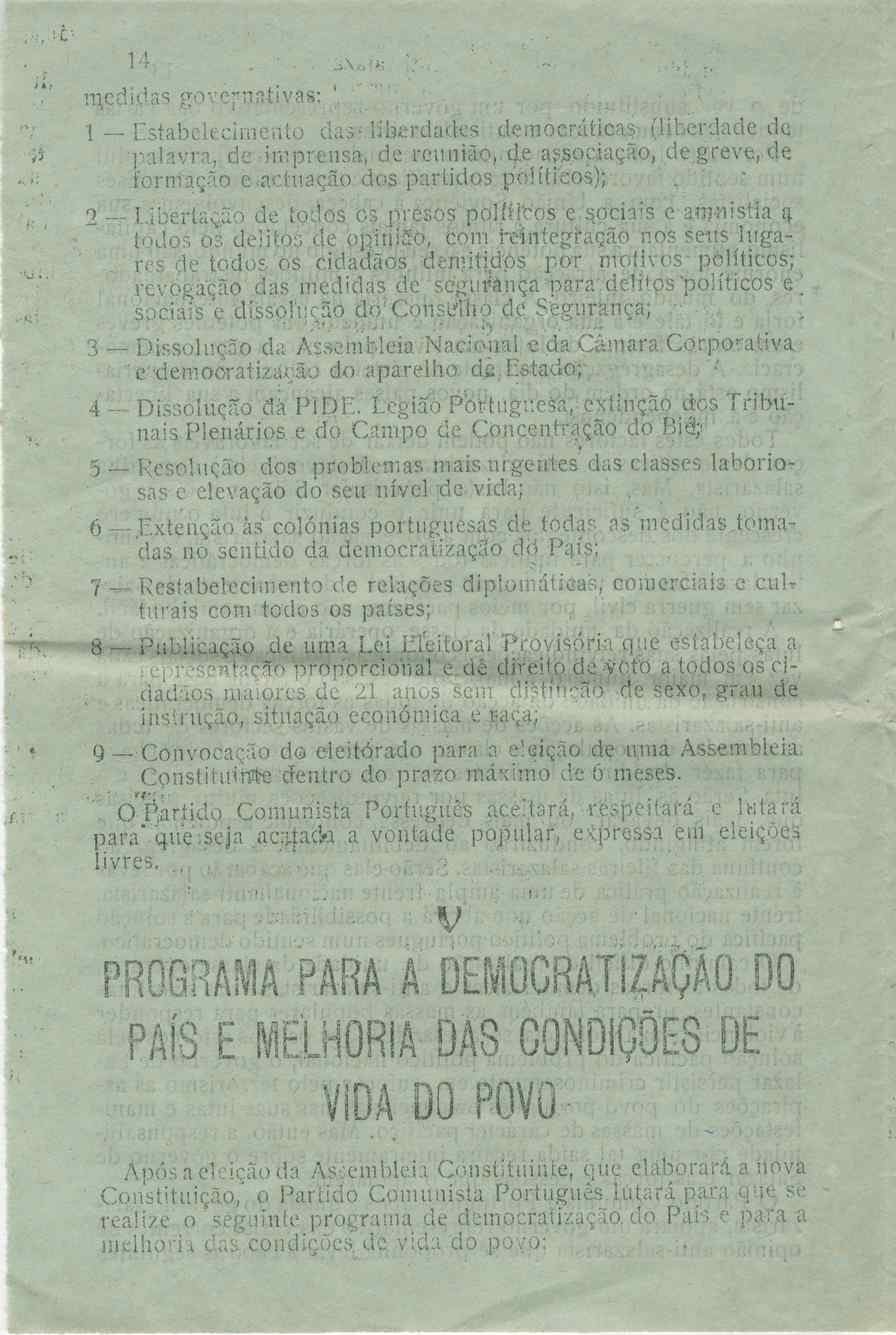 14
medidas governativas:
1 — Estabelecimento das liberdades democráticas (liberdade de
palavra, de imprensa, de reunião, de associação, de greve, de
formação e actuação dos partidos políticos);
2 — Libertação de todos os presos políticos e sociais e amnistia a
todos os delitos de opinião, com reintegração nos seus luga-
res de todos os cidadãos demitidos por motivos políticos;
revogação das medidas de segurança para delitos políticos e
sociais e dissolução do Conselho de Segurança;
3 — Dissolução da Assembleia Nacional e da Câmara Corporativa
e democratização do aparelho de Estado;
4 — Dissolução da PIDE. Legião Portuguesa, extinção dos Tribu-
nais Plenários e do Campo de Concentração do Bié;
5 — Resolução dos problemas mais urgentes das classes laborio-
sas e elevação do seu nível de vida;
6 — Extenção às colónias portuguesas de todas as medidas toma-
das no sentido da democratização do País;
7 — Restabelecimento de relações diplomáticas, comerciais e cul-
turais com todos os países;
8 — Publicação de uma Lei Eleitoral Provisória que estabeleça a
representação proporcional e dê direito de voto a todos os ci-
dadãos maiores de 21 anos sem distinção de sexo, grau de
instrução, situação económica e raça;
9 — Convocação do eleitórado para a eleição de uma Assembleia
Constituinte dentro do prazo máximo de 6 meses.
O Partido Comunista Português aceitará, respeitará e lutará
para que seja acatada a vontade popular, expressa em eleições
livres.
V
PROGRAMA PARA A DEMOCRATIZAÇÃO DO
PAÍS E MELHORIA DAS CONDIÇÕES DE
VIDA DO POVO
Após a eleição da Assembleia Constituinte, que elaborará a nova
Constituição, o Partido Comunista Português lutará para que se
realize o seguinte programa de democratização do País e para a
melhoria das condições de vida do povo: